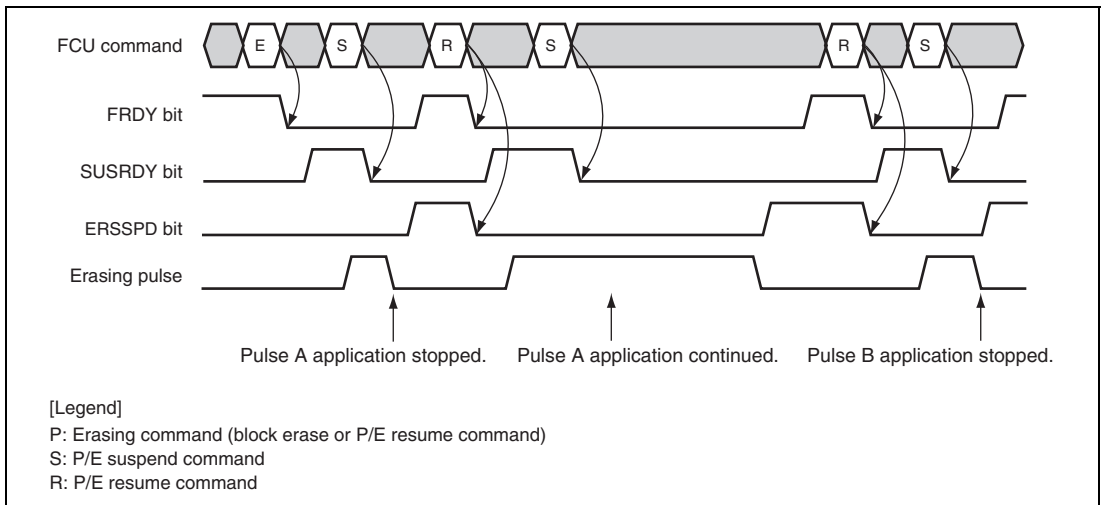 FCU command
E S R S R S
FRDY bit
SUSRDY bit
ERSSPD bit
Erasing pulse
Pulse A application stopped. Pulse A application continued. Pulse B application stopped.
[Legend]
P: Erasing command (block erase or P/E resume command)
S: P/E suspend command
R: P/E resume command